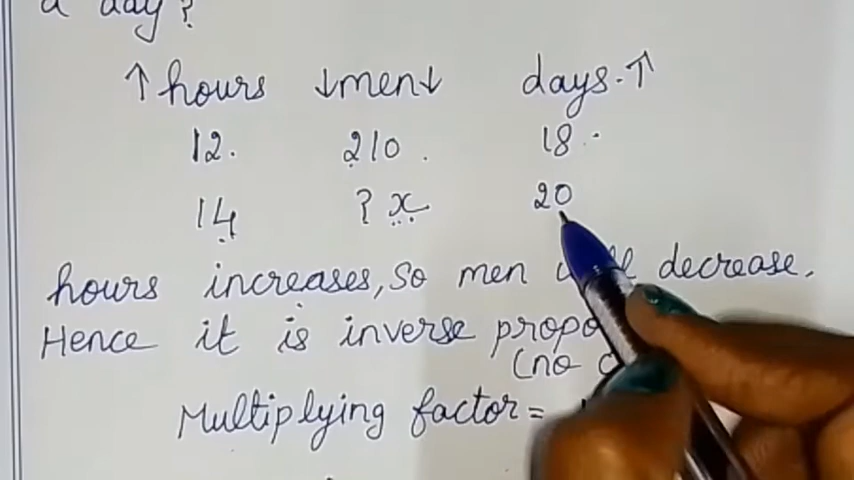 a day?
↑ hours ↓men↓ days.↑
12. 210. 18.
14 ? x 20
hours increases, so men decrease.
Hence it is inverse
(no
Multiplying factor =